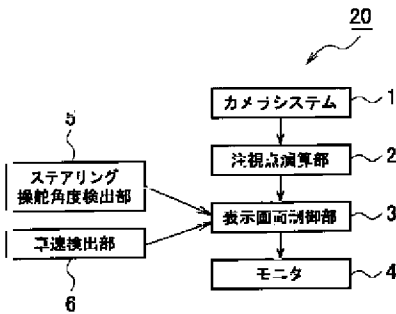 20
カメラシステム 1
5
ステアリング
操舵角度検出部
注視点演算部 2
表示画面制御部 3
車速検出部
6
モニタ 4